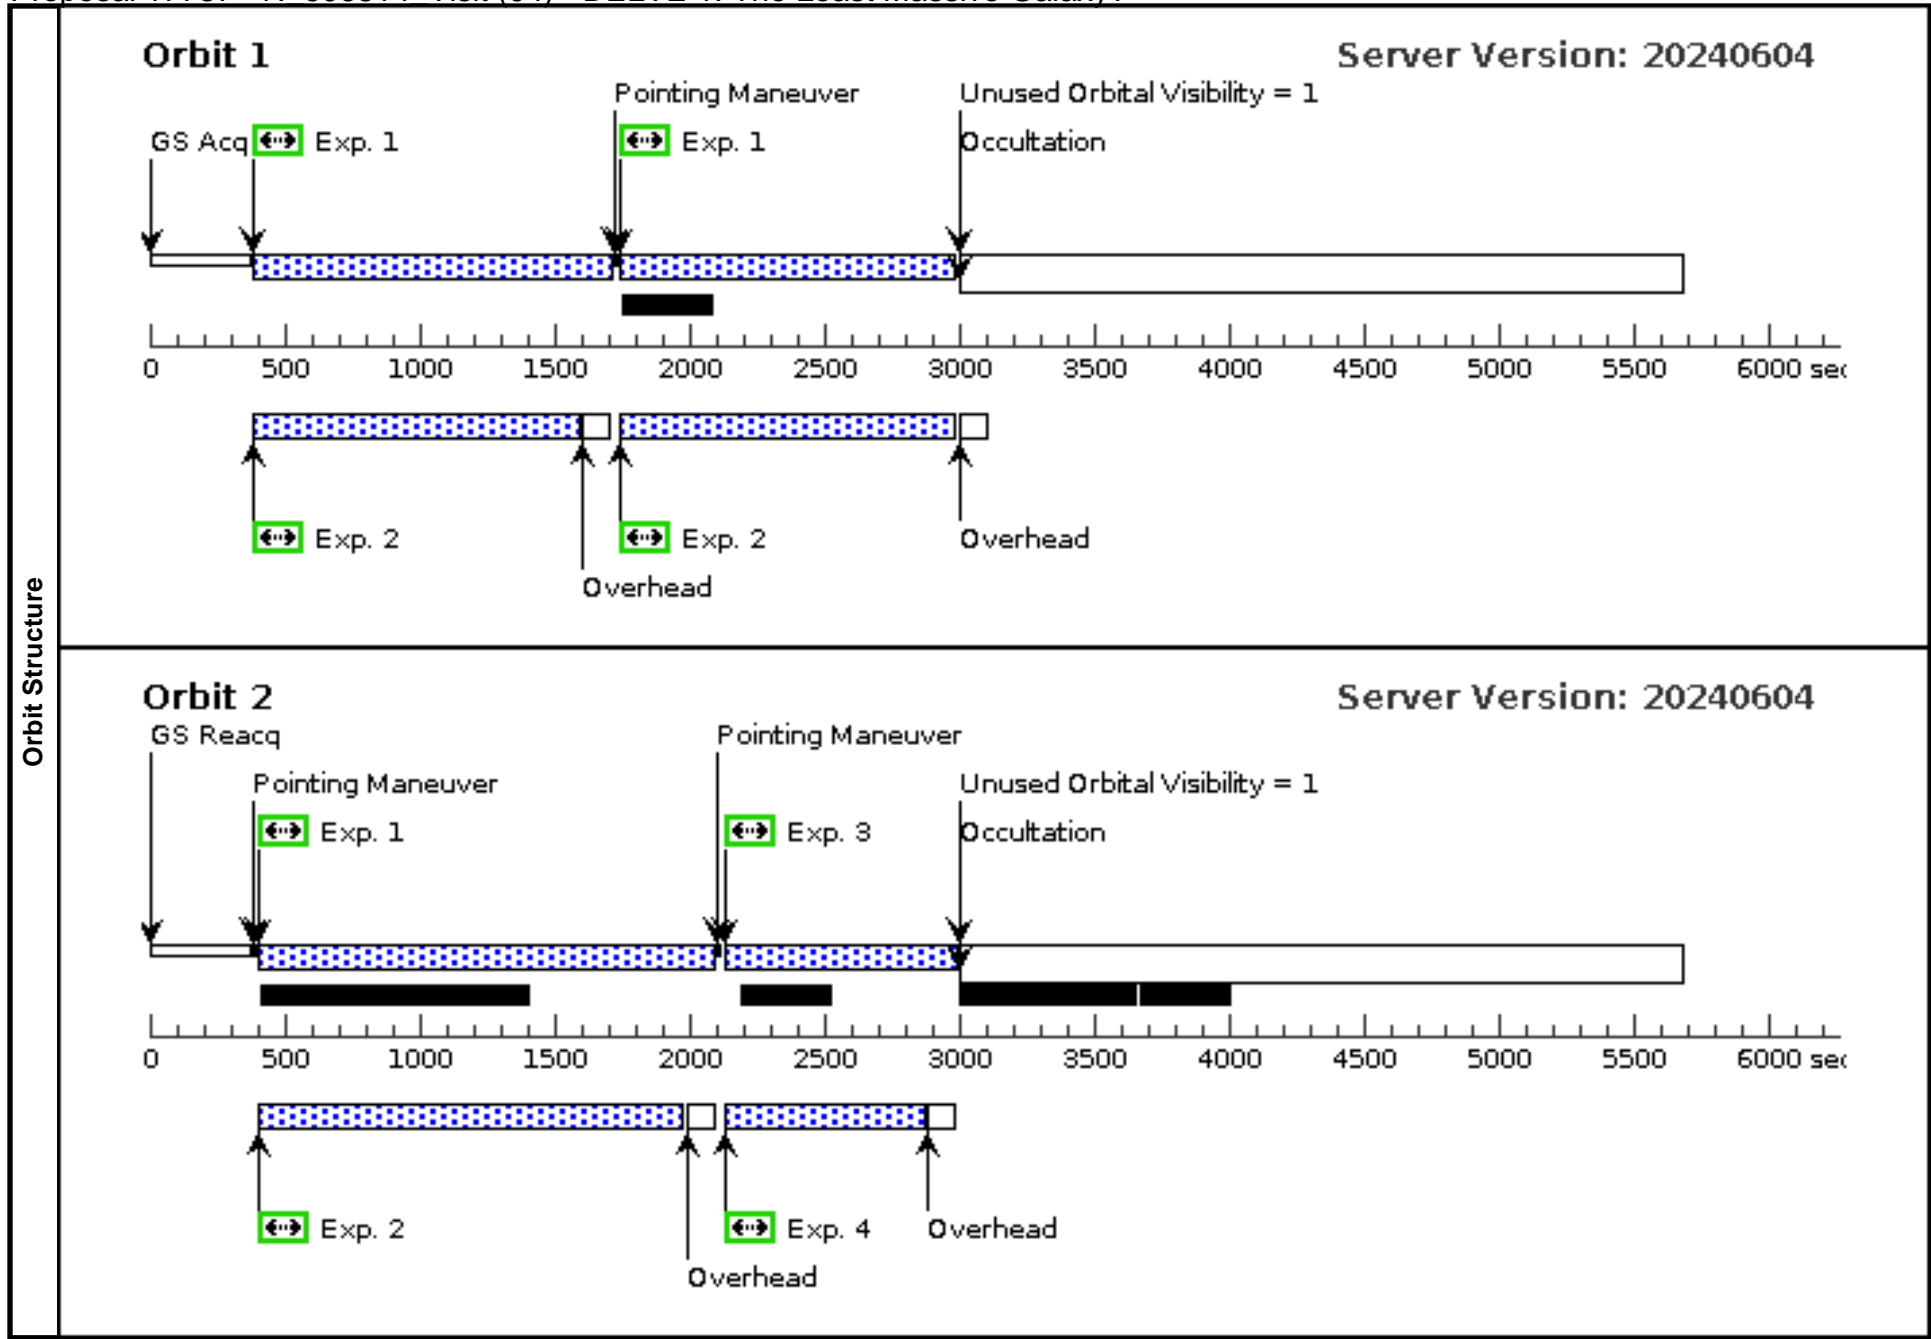 Orbit Structure
Orbit 1 Server Version: 20240604
Pointing Maneuver Unused Orbital Visibility = 1
GS Acq Exp. 1 Exp. 1 Occultation
0 500 1000 1500 2000 2500 3000 3500 4000 4500 5000 5500 6000
Exp. 2 Exp. 2 Overhead
Overhead
Orbit 2 Server Version: 20240604
GS Reacq Pointing Maneuver
Pointing Maneuver Unused Orbital Visibility = 1
Exp. 1 Exp. 3 Occultation
0 500 1000 1500 2000 2500 3000 3500 4000 4500 5000 5500 6000
Exp. 2 Exp. 4 Overhead
Overhead